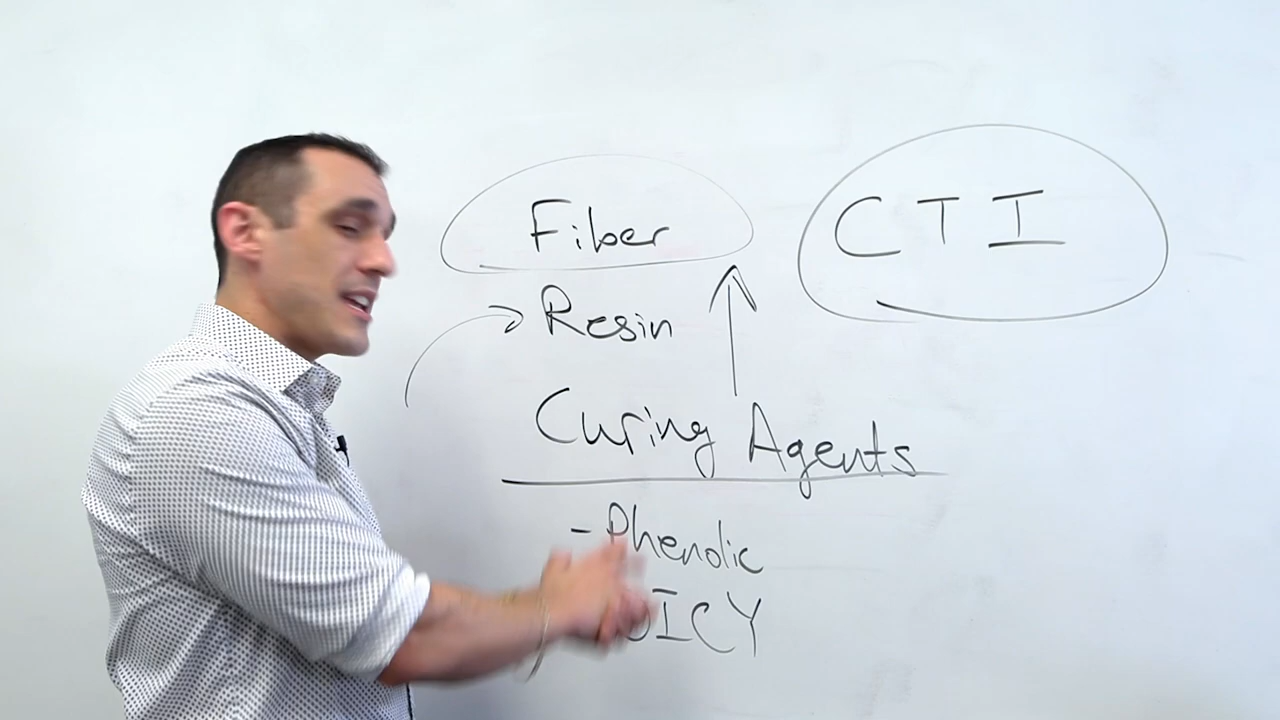 Fiber
CTI
Resin
Curing Agents
- Phenolic